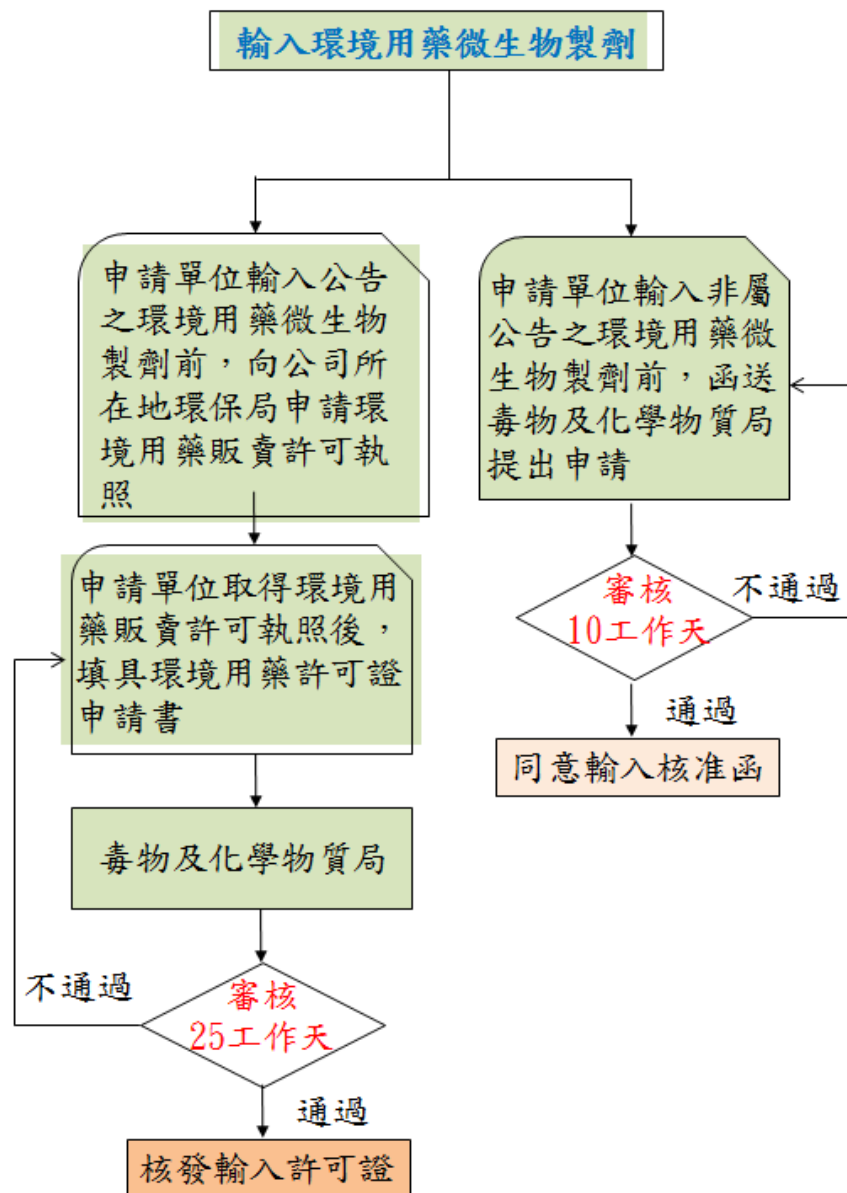 輸入環境用藥微生物製劑
申請單位輸入公告
之環境用藥微生物
製劑前，向公司所
在地環保局申請環
境用藥販賣許可執
照
申請單位取得環境用
藥販賣許可執照後，
填具環境用藥許可證
申請書
毒物及化學物質局
不通過
審核
25工作天
通過
核發輸入許可證
申請單位輸入非屬
公告之環境用藥微
生物製劑前，函送
毒物及化學物質局
提出申請
審核
10工作天
不通過
通過
同意輸入核准函